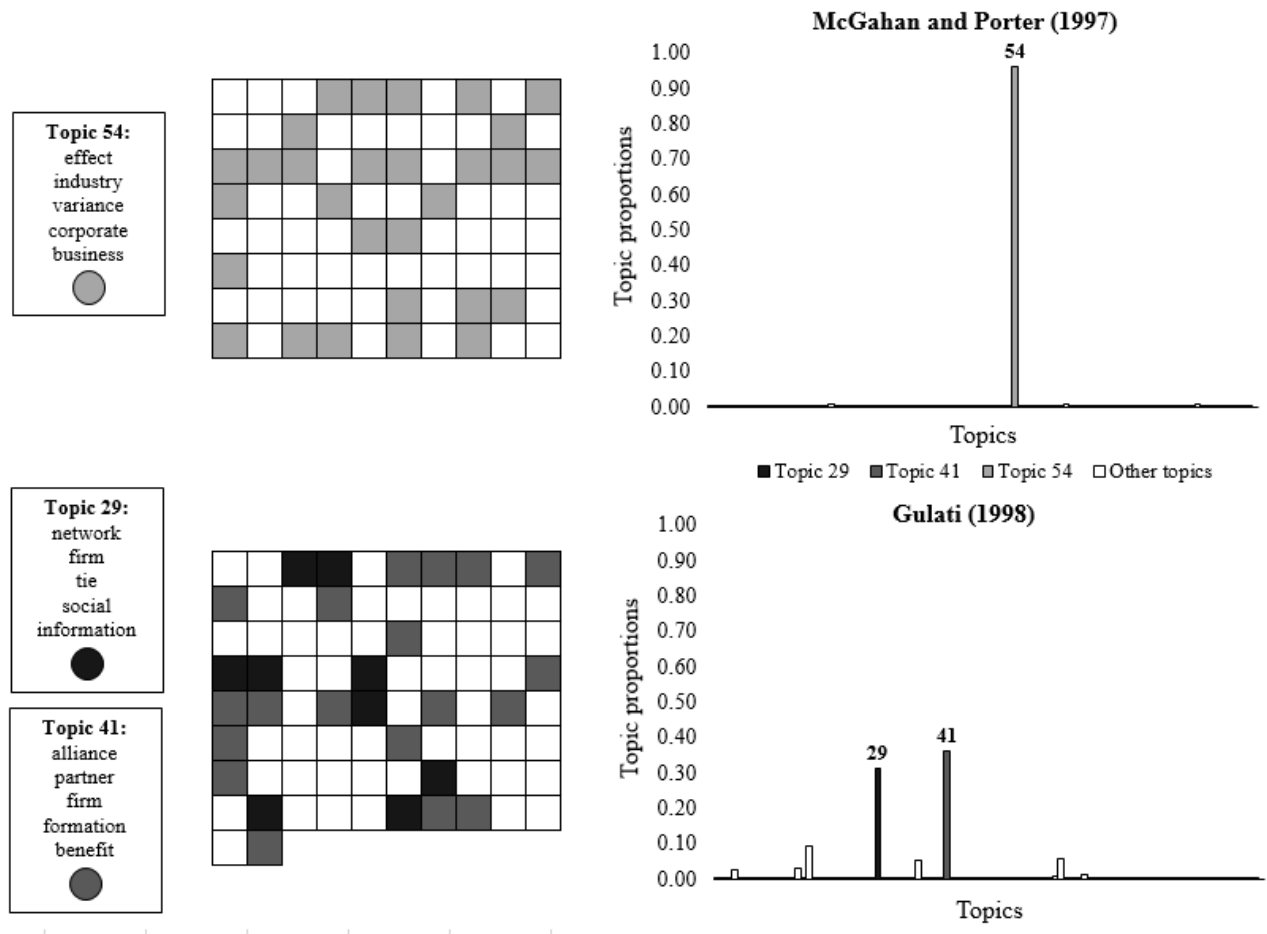 Topic 54:
effect
industry
variance
corporate
business
McGahan and Porter (1997)
Topic proportions
1.00
0.90
0.80
0.70
0.60
0.50
0.40
0.30
0.20
0.10
0.00
54
Topics
Topic 29 Topic 41 Topic 54 Other topics
Topic 29:
network
firm
tie
social
information
Topic 41:
alliance
partner
firm
formation
benefit
Gulati (1998)
Topic proportions
1.00
0.90
0.80
0.70
0.60
0.50
0.40
0.30
0.20
0.10
0.00
29
41
Topics